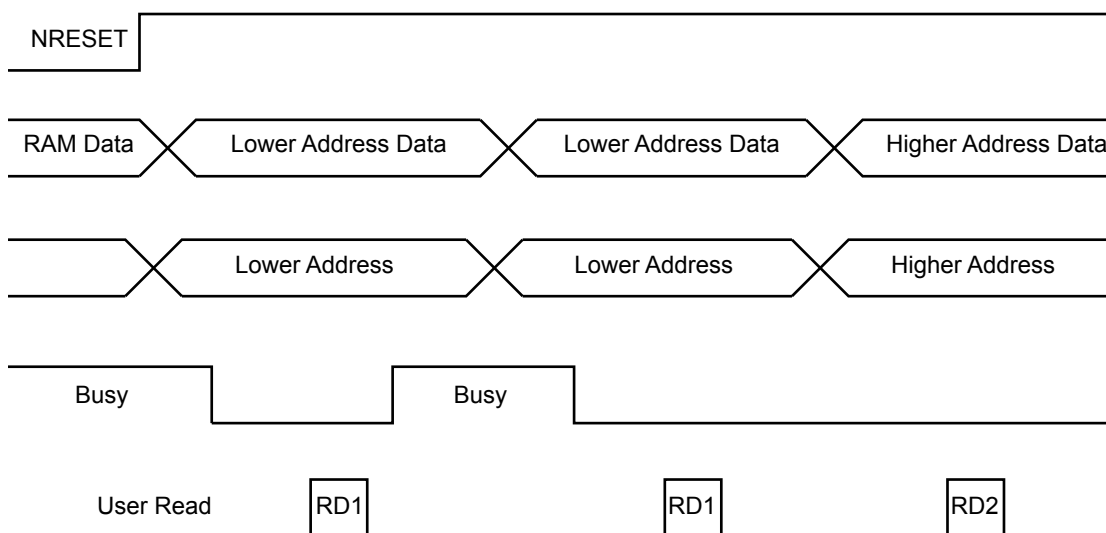 NRESET
RAM Data Lower Address Data Lower Address Data Higher Address Data
Lower Address Lower Address Higher Address
Busy Busy
User Read RD1 RD1 RD2